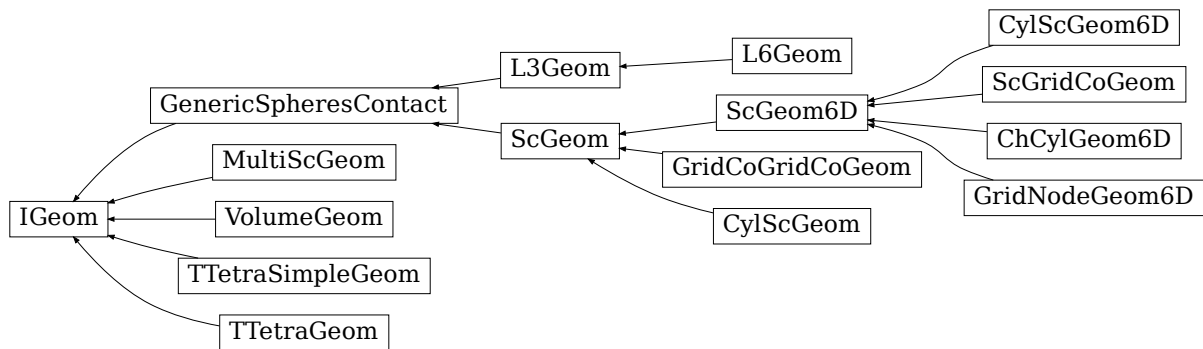 CylScGeom6D
L6Geom
L3Geom
ScGridCoGeom
GenericSpheresContact
ScGeom6D
ScGeom
ChCylGeom6D
MultiScGeom
GridCoGridCoGeom
GridNodeGeom6D
IGeom
VolumeGeom
CylScGeom
TTetraSimpleGeom
TTetraGeom